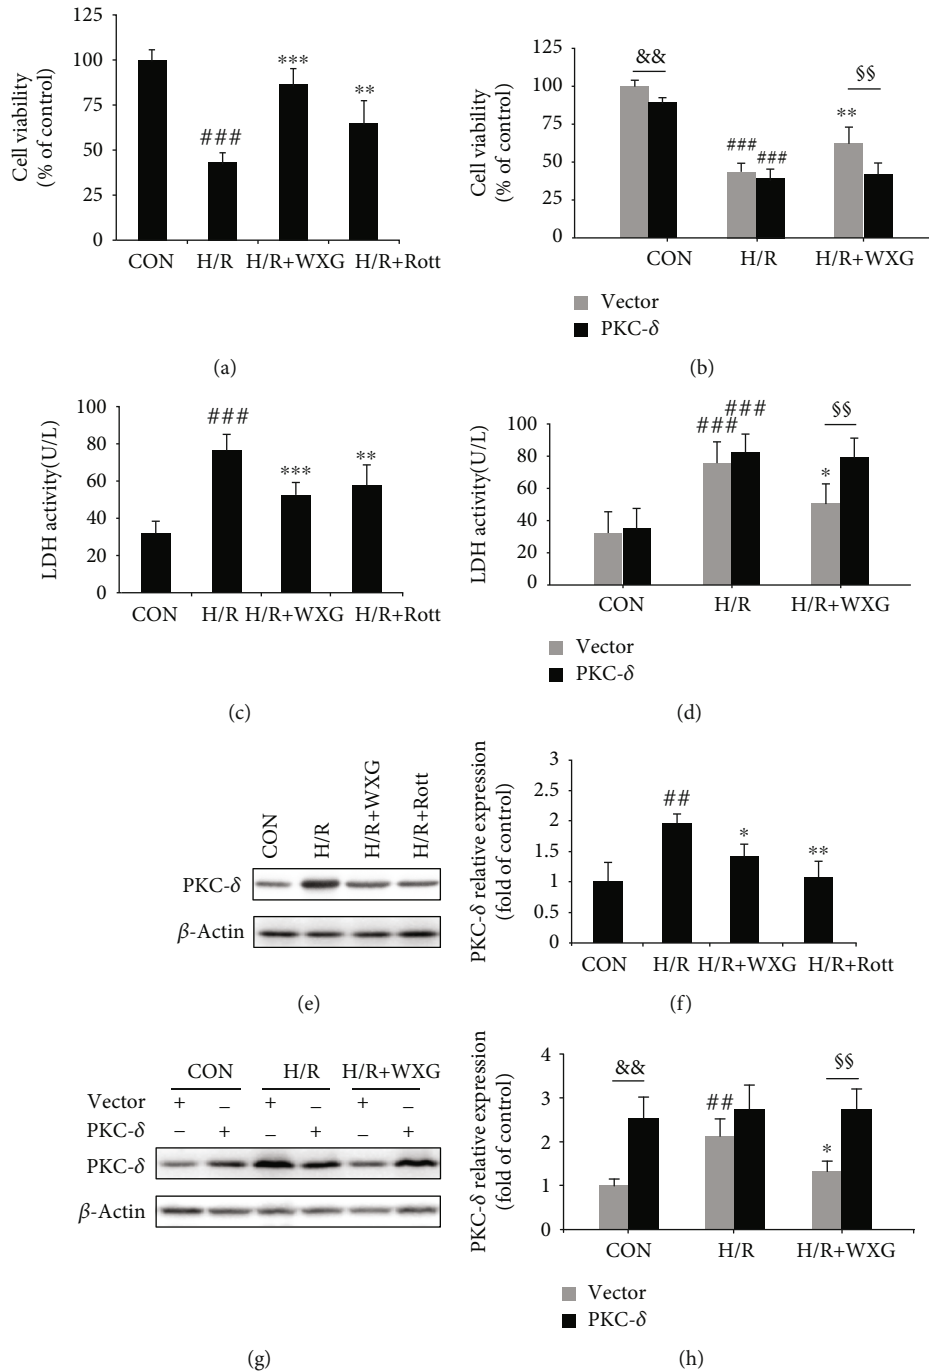 125
100
75
50
25
0
Cell viability
(% of control)
###
***
**
CON H/R H/R+WXG H/R+Rott
(a)
125
100
75
50
25
0
Cell viability
(% of control)
&&
###
###
**
§§
CON H/R H/R+WXG
Vector
PKC-δ
(b)
100
80
60
40
20
0
LDH activity(U/L)
###
***
**
CON H/R H/R+WXG H/R+Rott
(c)
100
80
60
40
20
0
LDH activity(U/L)
###
###
*
§§
CON H/R H/R+WXG
Vector
PKC-δ
(d)
CON
H/R
H/R+WXG
H/R+Rott
PKC-δ
β-Actin
(e)
3
2.5
2
1.5
1
0.5
0
PKC-δ relative expression
(fold of control)
##
*
**
CON H/R H/R+WXG H/R+Rott
(f)
CON H/R H/R+WXG
Vector + – + – + –
PKC-δ – + – + – +
PKC-δ
β-Actin
(g)
4
3
2
1
0
PKC-δ relative expression
(fold of control)
&&
##
*
§§
CON H/R H/R+WXG
Vector
PKC-δ
(h)